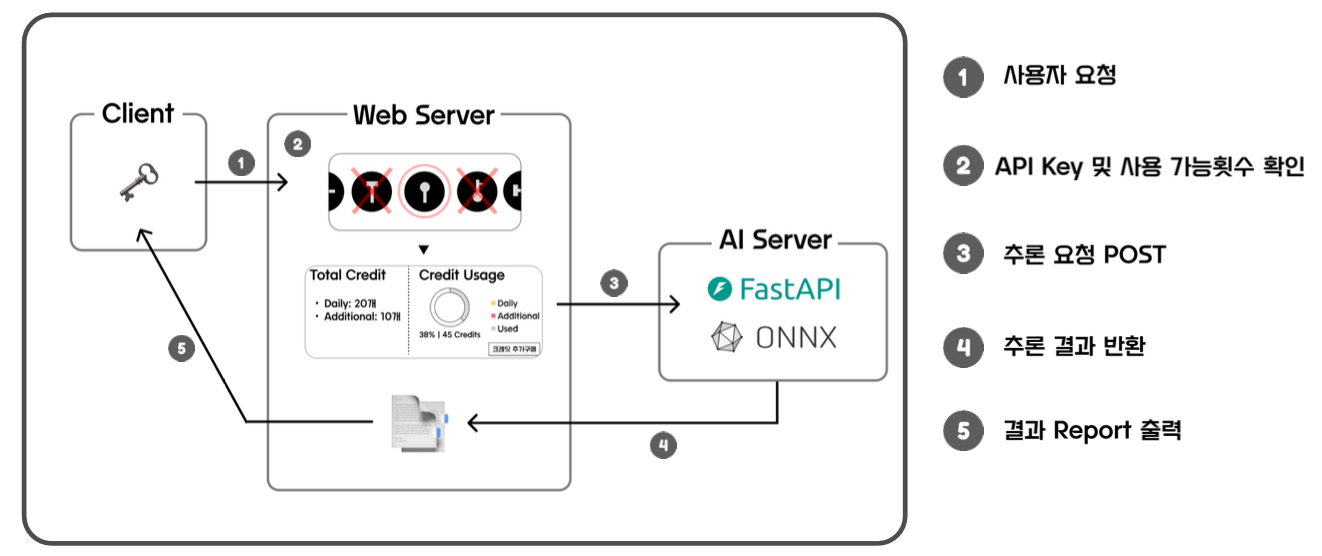 Client
Web Server
1
2
Total Credit
• Daily: 20개
• Additional: 10개
Credit Usage
Daily
Additional
Used
38% | 45 Credits
크레딧 추가구매
3
AI Server
FastAPI
ONNX
4
5
1 사용자 요청
2 API Key 및 사용 가능횟수 확인
3 추론 요청 POST
4 추론 결과 반환
5 결과 Report 출력